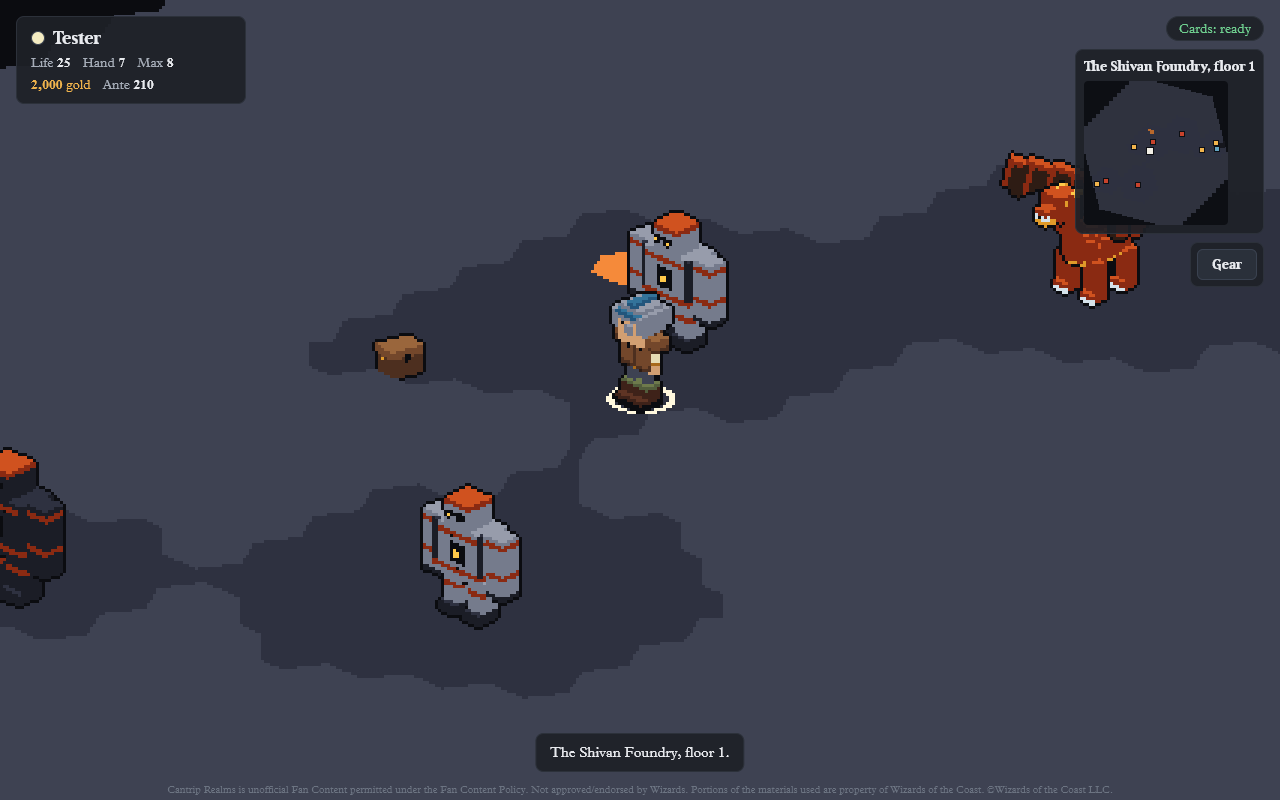 Tester
Life 25 Hand 7 Max 8
2,000 gold Ante 210
Cards: ready
The Shivan Foundry, floor 1
Gear
The Shivan Foundry, floor 1.
Cantrip Realms is unofficial Fan Content permitted under the Fan Content Policy. Not approved/endorsed by Wizards. Portions of the materials used are property of Wizards of the Coast. ©Wizards of the Coast LLC.